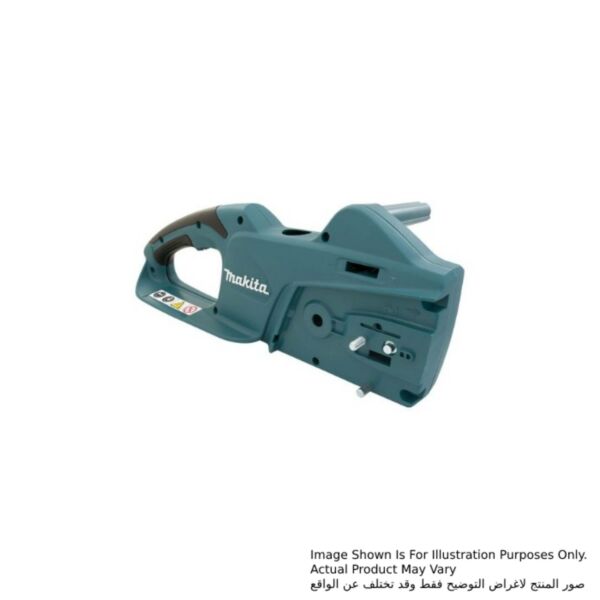 makita
Image Shown Is For Illustration Purposes Only.
Actual Product May Vary
صور المنتج لاغراض التوضيح فقط وقد تختلف عن الواقع